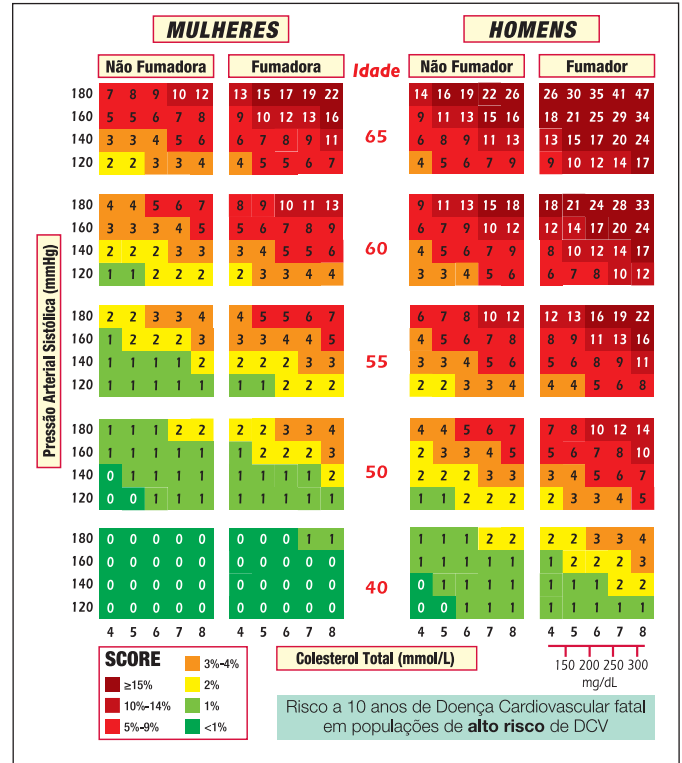 MULHERES HOMENS
Não Fumadora Fumadora Idade Não Fumador Fumador
Pressão Arterial Sistólica (mmHg)
180 7 8 9 10 12 13 15 17 19 22 14 16 19 22 26 26 30 35 41 47
160 5 5 6 7 8 9 10 12 13 16 9 11 13 15 16 18 21 25 29 34
65
140 3 3 4 5 6 6 7 8 9 11 6 8 9 11 13 13 15 17 20 24
120 2 2 3 3 4 4 5 5 6 7 4 5 6 7 9 9 10 12 14 17
180 4 4 5 6 7 8 9 10 11 13 9 11 13 15 18 18 21 24 28 33
160 3 3 3 4 5 5 6 7 8 9 6 7 9 10 12 12 14 17 20 24
60
140 2 2 2 3 3 3 4 5 5 6 4 5 6 7 9 8 10 12 14 17
120 1 1 2 2 2 2 3 3 4 4 3 3 4 5 6 6 7 8 10 12
180 2 2 3 3 4 4 5 5 6 7 6 7 8 10 12 12 13 16 19 22
160 1 2 2 2 3 3 3 4 4 5 4 5 6 7 8 8 9 11 13 16
55
140 1 1 1 1 2 2 2 2 3 3 3 3 4 5 6 5 6 8 9 11
120 1 1 1 1 1 1 1 2 2 2 2 2 3 3 4 4 4 5 6 8
180 1 1 1 2 2 2 2 3 3 4 4 4 5 6 7 7 8 10 12 14
160 1 1 1 1 1 1 2 2 2 3 2 3 3 4 5 5 6 7 8 10
50
140 0 1 1 1 1 1 1 1 1 2 2 2 2 3 3 3 4 5 6 7
120 0 0 1 1 1 1 1 1 1 1 1 1 2 2 2 2 3 3 4 5
180 0 0 0 0 0 0 0 0 1 1 1 1 1 2 2 2 2 3 3 4
160 0 0 0 0 0 0 0 0 0 0 1 1 1 1 1 1 2 2 2 3
40
140 0 0 0 0 0 0 0 0 0 0 0 1 1 1 1 1 1 1 2 2
120 0 0 0 0 0 0 0 0 0 0 0 0 1 1 1 1 1 1 1 1
4 5 6 7 8 4 5 6 7 8 4 5 6 7 8 4 5 6 7 8
SCORE
≥15%
10%-14%
5%-9%
3%-4%
2%
1%
<1%
Colesterol Total (mmol/L)
150 200 250 300
mg/dL
Risco a 10 anos de Doença Cardiovascular fatal
em populações de alto risco de DCV